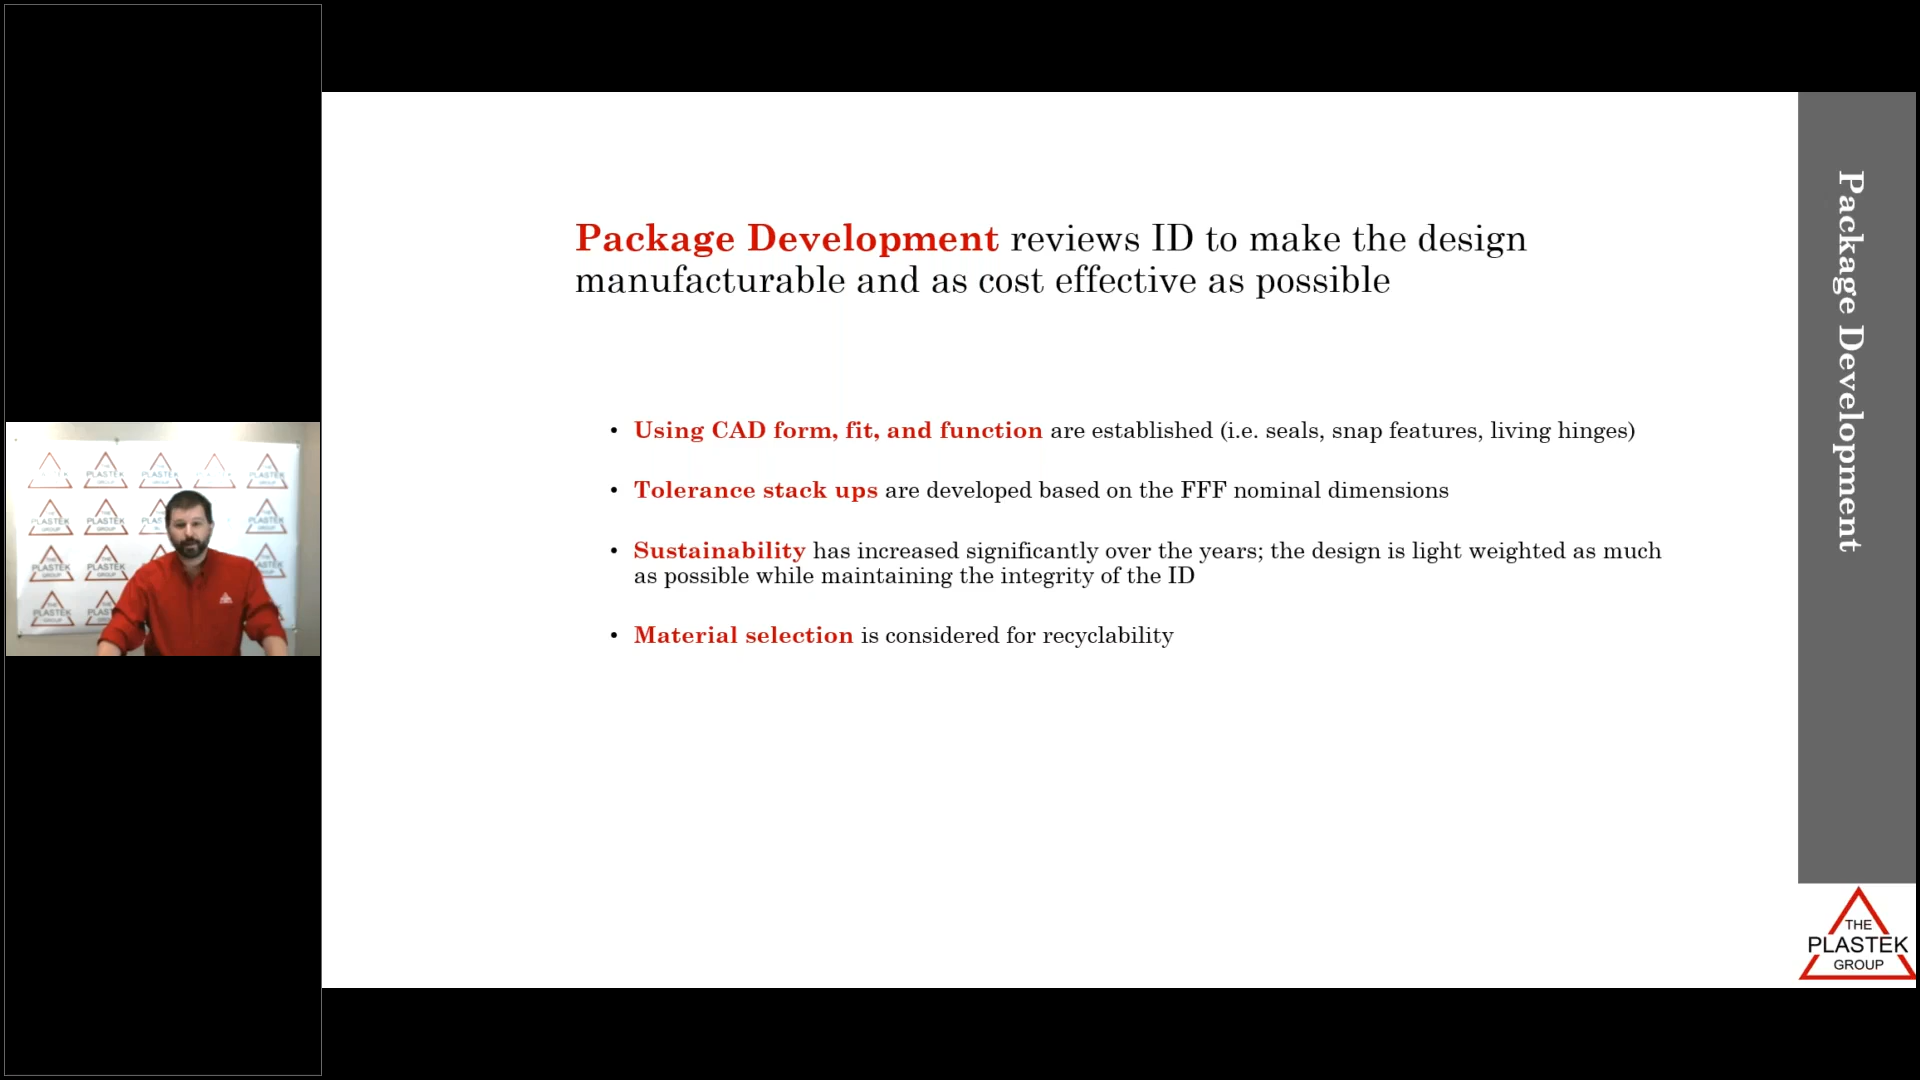 Package Development reviews ID to make the design
manufacturable and as cost effective as possible
• Using CAD form, fit, and function are established (i.e. seals, snap features, living hinges)
• Tolerance stack ups are developed based on the FFF nominal dimensions
• Sustainability has increased significantly over the years; the design is light weighted as much
as possible while maintaining the integrity of the ID
• Material selection is considered for recyclability
Package Development
THE
PLASTEK
GROUP